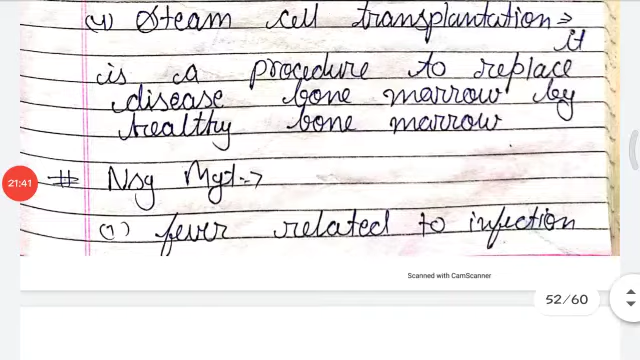 (4) Steam cell transplantation ⇒ it
is a procedure to replace
disease bone marrow by
healthy bone marrow
21:41
# Nsg Mgt :->
(1) fever related to infection
Scanned with CamScanner
52/60